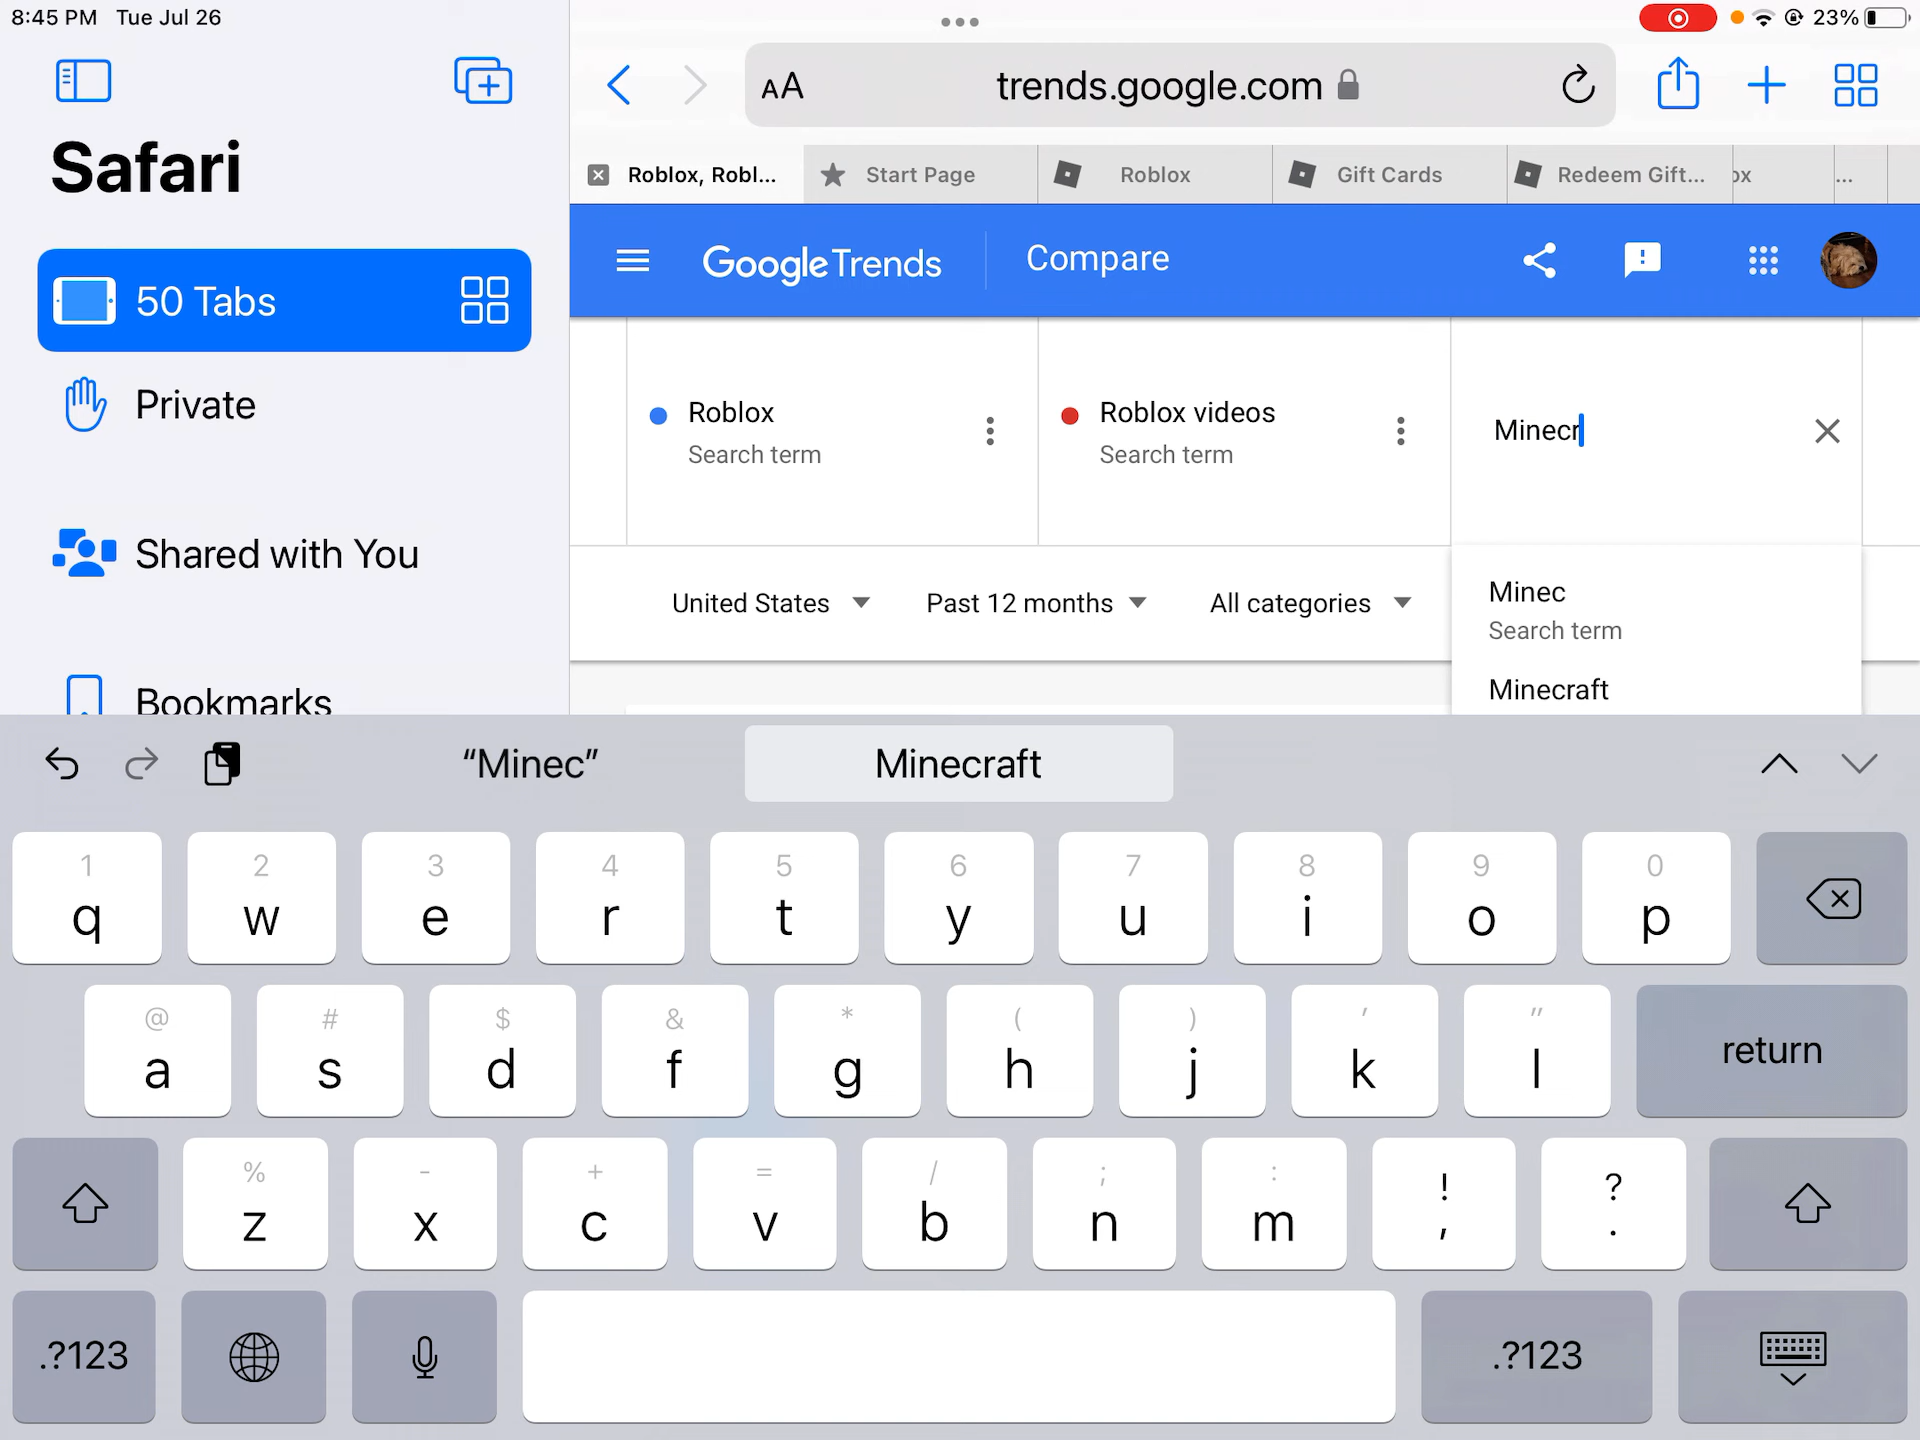 8:45 PM Tue Jul 26
23%
Safari
50 Tabs
Private
Shared with You
Bookmarks
AA trends.google.com
Roblox, Robl...
Start Page
Roblox
Gift Cards
Redeem Gift...
ox
...
Google Trends
Compare
Roblox
Search term
Roblox videos
Search term
Minecr
United States
Past 12 months
All categories
Minec
Search term
Minecraft
“Minec”
Minecraft
1 2 3 4 5 6 7 8 9 0
q w e r t y u i o p
@ # $ & * ( ) ' "
a s d f g h j k l return
% - + = / ; : ! ?
z x c v b n m , .
.?123 .?123